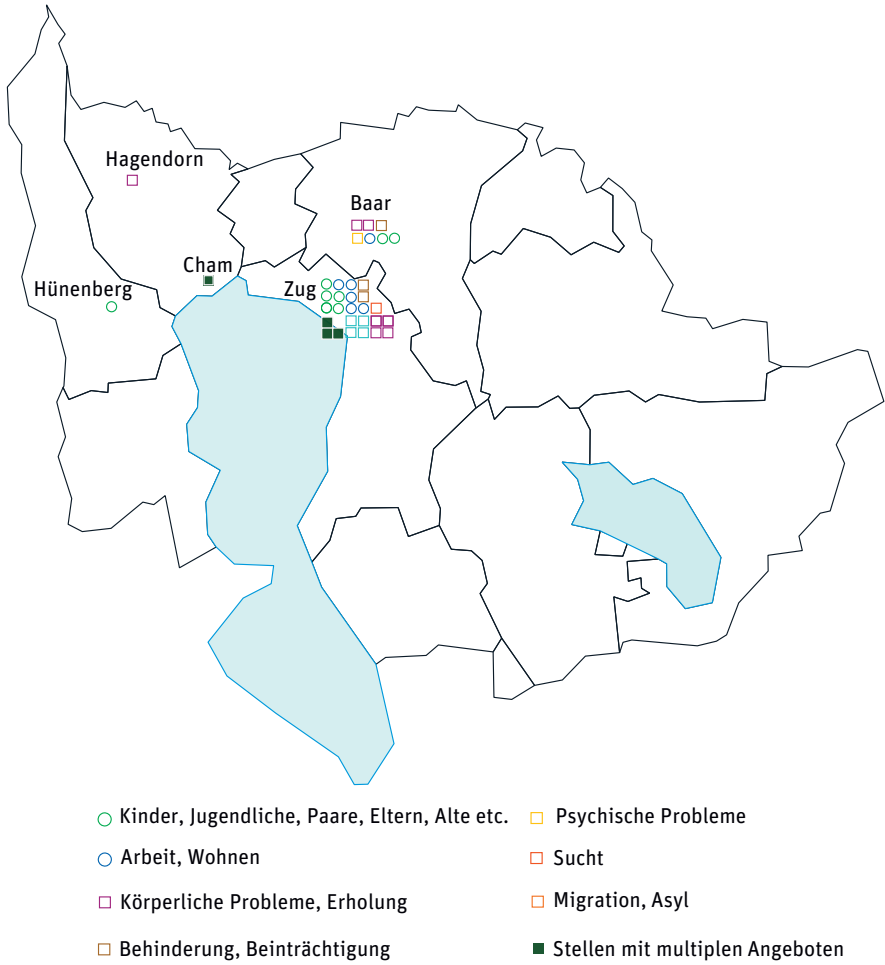 Hagendorn
Baar
Cham
Hünenberg
Zug
Kinder, Jugendliche, Paare, Eltern, Alte etc.
Psychische Probleme
Arbeit, Wohnen
Sucht
Körperliche Probleme, Erholung
Migration, Asyl
Behinderung, Beinträchtigung
Stellen mit multiplen Angeboten